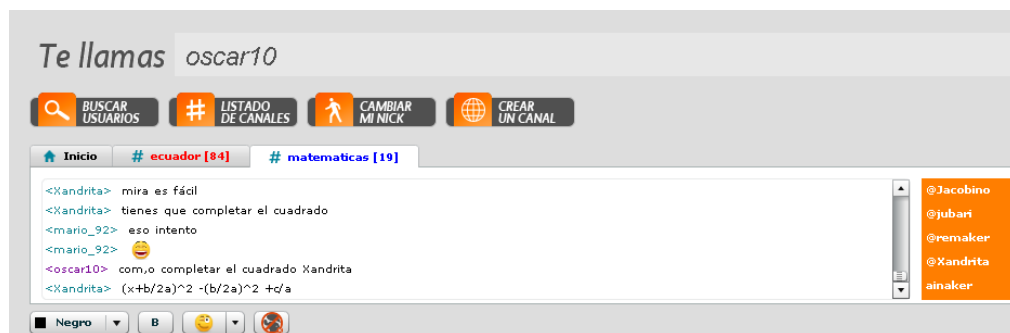 Te llamas oscar10
BUSCAR
USUARIOS
LISTADO
DE CANALES
CAMBIAR
MI NICK
CREAR
UN CANAL
Inicio
# ecuador [84]
# matematicas [19]
<Xandrita> mira es fácil
<Xandrita> tienes que completar el cuadrado
<mario_92> eso intento
<mario_92>
<oscar10> com,o completar el cuadrado Xandrita
<Xandrita> (x+b/2a)^2 -(b/2a)^2 +c/a
@Jacobino
@jubari
@remaker
@Xandrita
ainaker
Negro
B